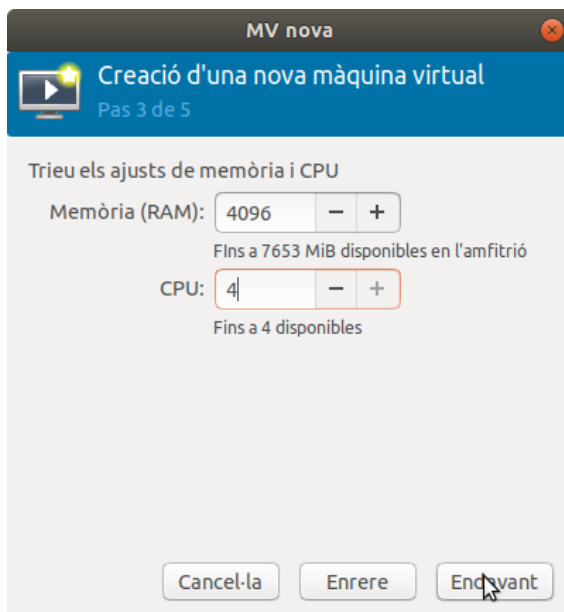 MV nova
Creació d'una nova màquina virtual
Pas 3 de 5
Trieu els ajusts de memòria i CPU
Memòria (RAM): 4096 − +
FIns a 7653 MiB disponibles en l'amfitrió
CPU: 4 − +
Fins a 4 disponibles
Cancel·la Enrere Endavant